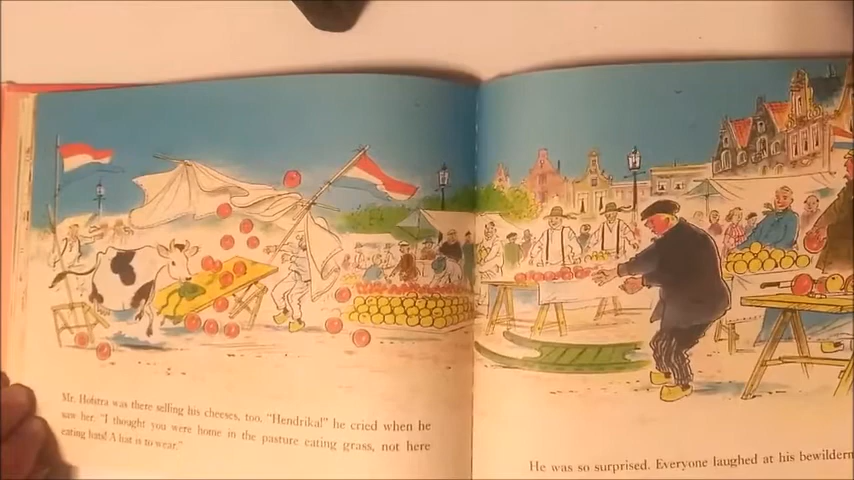 Mr. Hofstra was there selling his cheeses, too. "Hendrika!" he cried when he
saw her. "I thought you were home in the pasture eating grass, not here
eating hats! A hat is to wear."
He was so surprised. Everyone laughed at his bewilderm